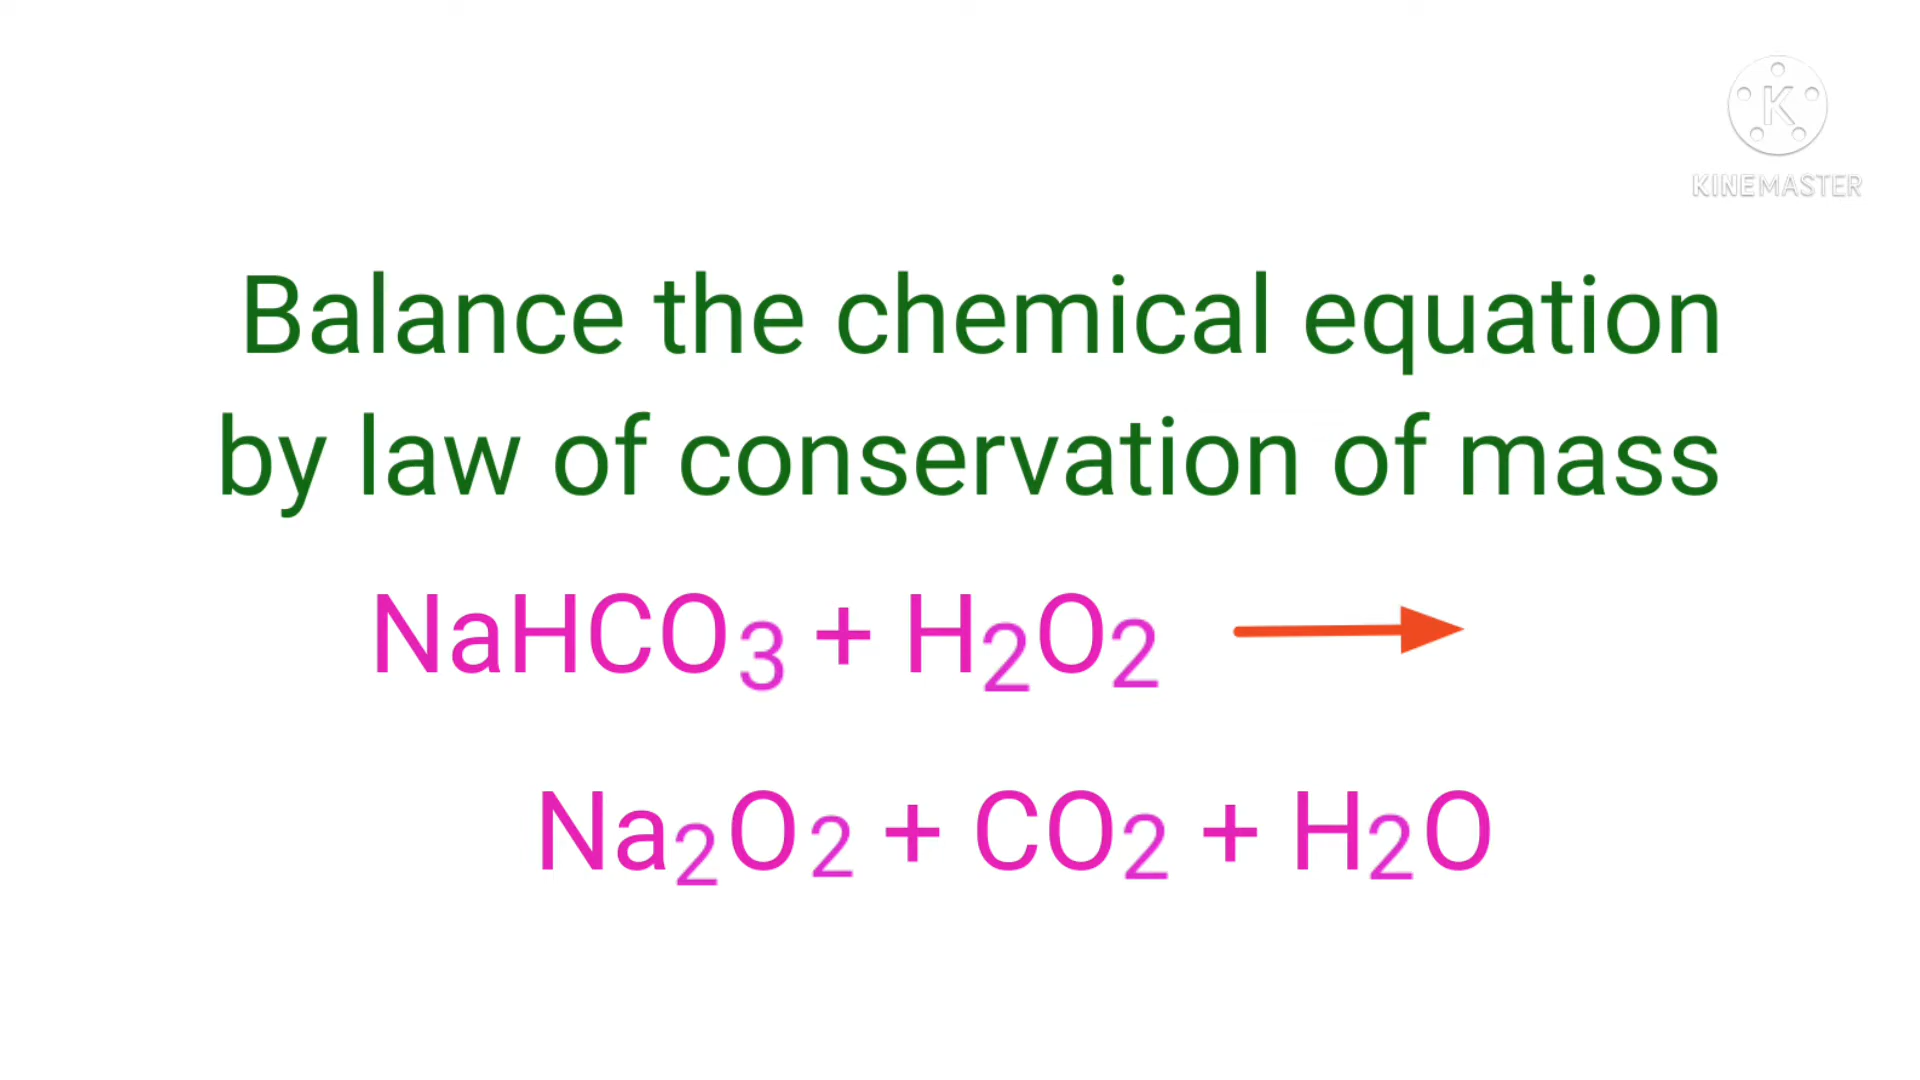 KINEMASTER
Balance the chemical equation
by law of conservation of mass
NaHCO3 + H2O2 →
Na2O2 + CO2 + H2O